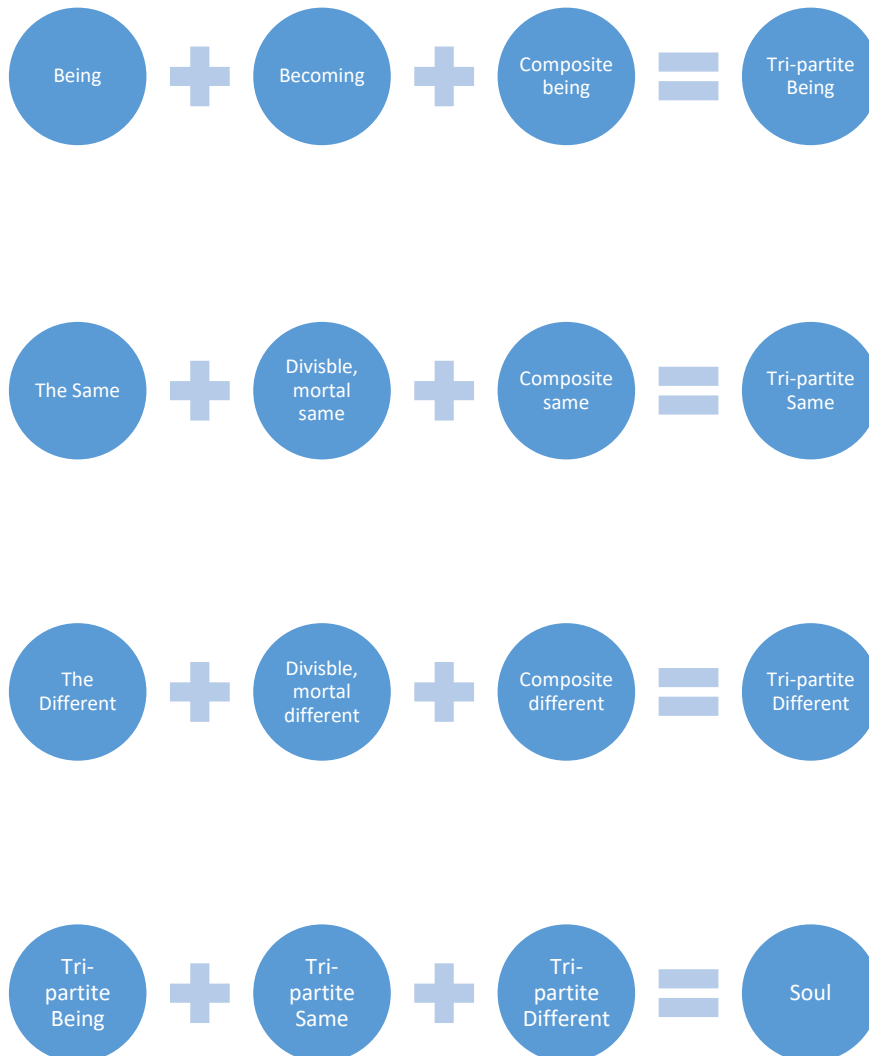 Being
Becoming
Composite
being
Tri-partite
Being
The Same
Divisble,
mortal
same
Composite
same
Tri-partite
Same
The
Different
Divisble,
mortal
different
Composite
different
Tri-partite
Different
Tri-
partite
Being
Tri-
partite
Same
Tri-
partite
Different
Soul